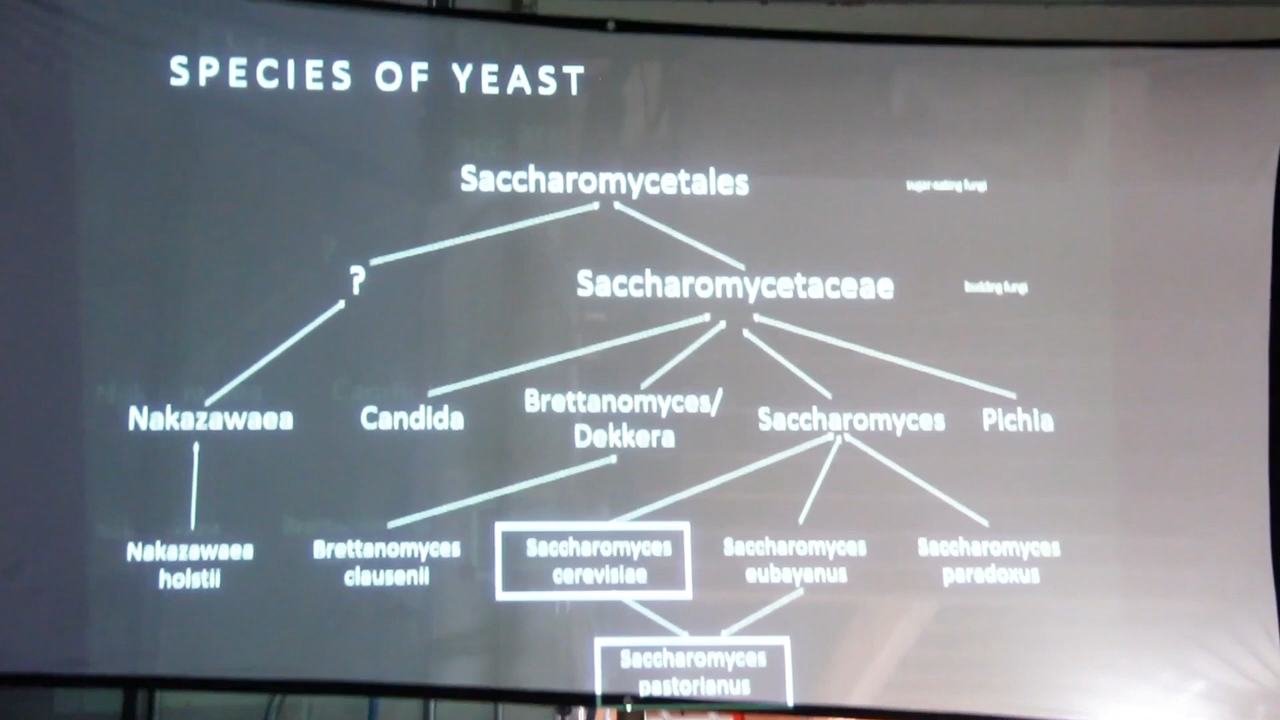 SPECIES OF YEAST
Saccharomycetales
sugar-eating fungi
?
Saccharomycetaceae
budding fungi
Nakazawaea
Candida
Brettanomyces/
Dekkera
Saccharomyces
Pichia
Nakazawaea
holstii
Brettanomyces
clausenii
Saccharomyces
cerevisiae
Saccharomyces
eubayanus
Saccharomyces
paradoxus
Saccharomyces
pastorianus